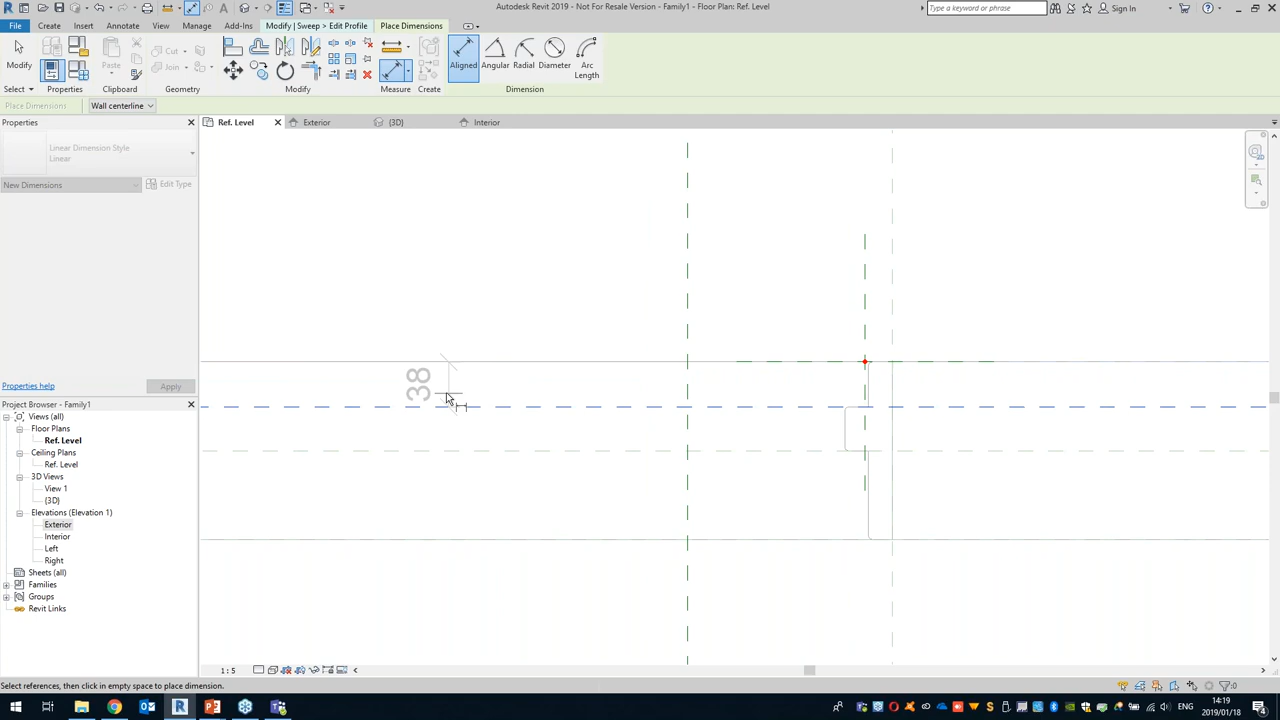 Autodesk Revit 2019 - Not For Resale Version - Family1 - Floor Plan: Ref. Level
Type a keyword or phrase
Sign In
File
Create
Insert
Annotate
View
Manage
Add-Ins
Modify | Sweep > Edit Profile
Place Dimensions
Modify
Paste
Cut
Join
Create
Aligned
Angular
Radial
Diameter
Arc
Length
Select
Properties
Clipboard
Geometry
Modify
Measure
Create
Dimension
Place Dimensions
Wall centerline
Properties
Ref. Level
Exterior
{3D}
Interior
Linear Dimension Style
Linear
New Dimensions
Edit Type
Properties help
Apply
Project Browser - Family1
Views (all)
Floor Plans
Ref. Level
Ceiling Plans
Ref. Level
3D Views
View 1
{3D}
Elevations (Elevation 1)
Exterior
Interior
Left
Right
Sheets (all)
Families
Groups
Revit Links
38
1 : 5
Select references, then click in empty space to place dimension.
:0
14:19
2019/01/18
4